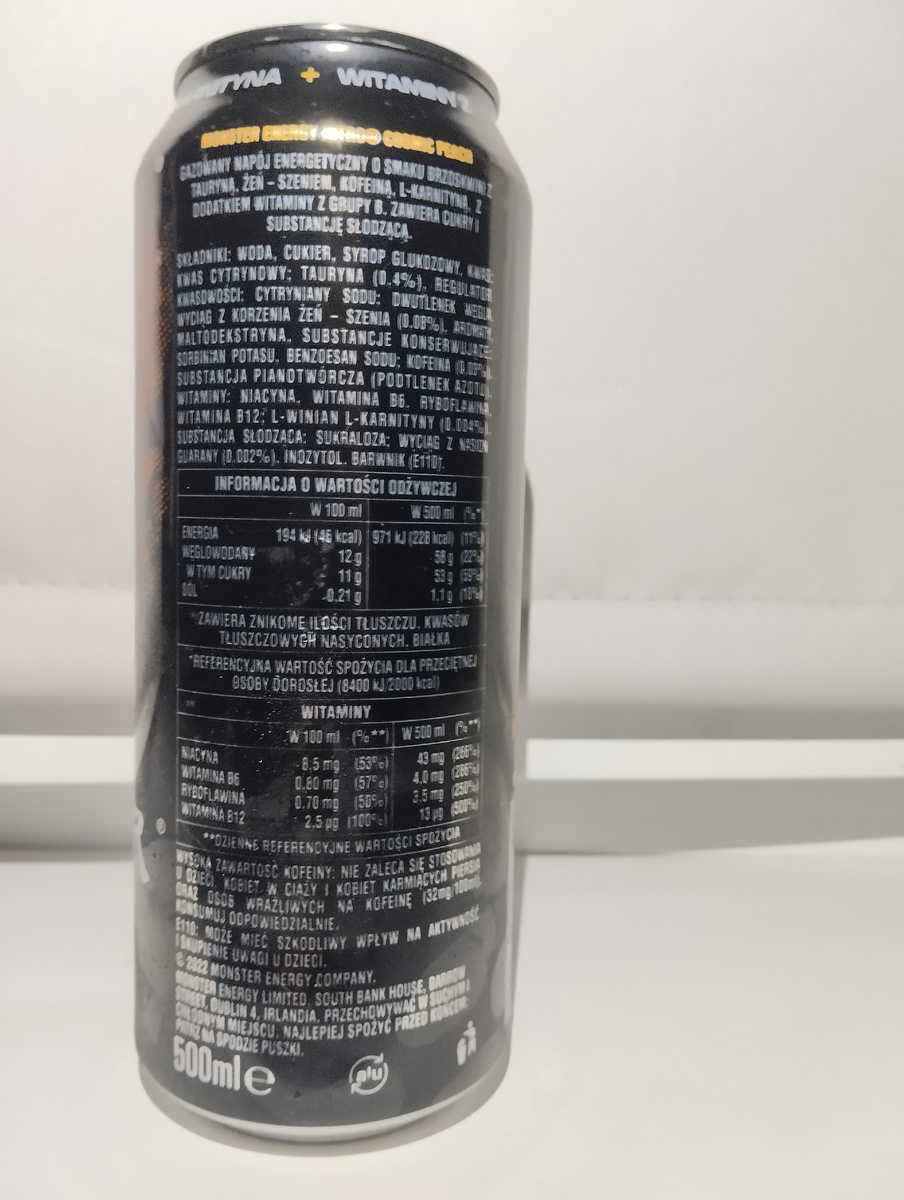 + WITAMINY Z
MONSTER ENERGY NITRO® COSMIC PEACH
GAZOWANY NAPÓJ ENERGETYCZNY O SMAKU BRZOSKWINI Z
TAURYNĄ, ŻEŃ - SZENIEM, KOFEINĄ, L-KARNITYNĄ, Z
DODATKIEM WITAMINY Z GRUPY B. ZAWIERA CUKRY I
SUBSTANCJĘ SŁODZĄCĄ.
SKŁADNIKI: WODA, CUKIER, SYROP GLUKOZOWY, KWAS:
KWAS CYTRYNOWY; TAURYNA (0.4%), REGULATOR
KWASOWOŚCI: CYTRYNIANY SODU; DWUTLENEK WĘGLA,
WYCIĄG Z KORZENIA ŻEŃ - SZENIA (0.08%), AROMATY,
MALTODEKSTRYNA, SUBSTANCJE KONSERWUJĄCE:
SORBINIAN POTASU, BENZOESAN SODU; KOFEINA (0.03%),
SUBSTANCJA PIANOTWÓRCZA (PODTLENEK AZOTU),
WITAMINY: NIACYNA, WITAMINA B6, RYBOFLAWINA,
WITAMINA B12; L-WINIAN L-KARNITYNY (0.004%),
SUBSTANCJA SŁODZĄCA: SUKRALOZA; WYCIĄG Z NASION
GUARANY (0.002%), INOZYTOL, BARWNIK (E110).
INFORMACJA O WARTOŚCI ODŻYWCZEJ
W 100 ml W 500 ml (%*)
ENERGIA 194 kJ (46 kcal) 971 kJ (228 kcal) (11%)
WĘGLOWODANY 12 g 58 g (22%)
W TYM CUKRY 11 g 53 g (59%)
SÓL 0.21 g 1.1 g (18%)
*ZAWIERA ZNIKOME ILOŚCI TŁUSZCZU, KWASÓW
TŁUSZCZOWYCH NASYCONYCH, BIAŁKA
*REFERENCYJNA WARTOŚĆ SPOŻYCIA DLA PRZECIĘTNEJ
OSOBY DOROSŁEJ (8400 kJ/2000 kcal)
WITAMINY
W 100 ml (%**) W 500 ml (%**)
NIACYNA 8,5 mg (53%) 43 mg (266%)
WITAMINA B6 0.80 mg (57%) 4.0 mg (286%)
RYBOFLAWINA 0.70 mg (50%) 3.5 mg (250%)
WITAMINA B12 2.5 µg (100%) 13 µg (500%)
**DZIENNE REFERENCYJNE WARTOŚCI SPOŻYCIA
R®
WYSOKA ZAWARTOŚĆ KOFEINY: NIE ZALECA SIĘ STOSOWANIA
U DZIECI, KOBIET W CIĄŻY I KOBIET KARMIĄCYCH PIERSIĄ
ORAZ OSÓB WRAŻLIWYCH NA KOFEINĘ (32mg/100ml).
KONSUMUJ ODPOWIEDZIALNIE.
E110: MOŻE MIEĆ SZKODLIWY WPŁYW NA AKTYWNOŚĆ
I SKUPIENIE UWAGI U DZIECI.
© 2022 MONSTER ENERGY COMPANY.
MONSTER ENERGY LIMITED, SOUTH BANK HOUSE, BARROW
STREET, DUBLIN 4, IRLANDIA. PRZECHOWYWAĆ W SUCHYM I
CHŁODNYM MIEJSCU. NAJLEPIEJ SPOŻYĆ PRZED KOŃCEM:
PATRZ NA SPODZIE PUSZKI.
500ml e alu